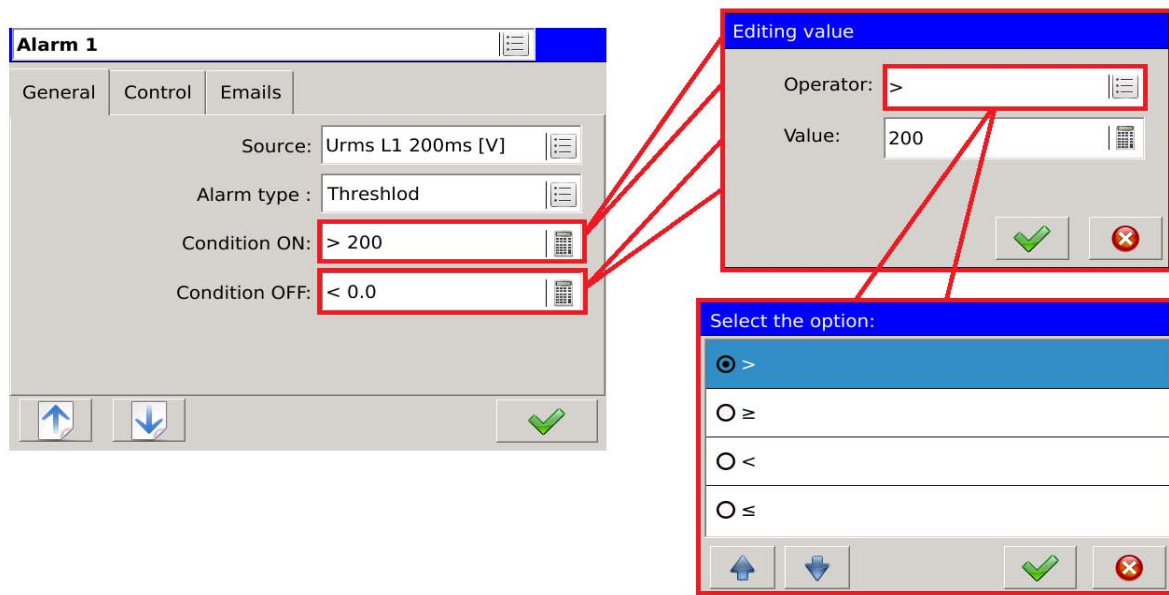 Alarm 1
General Control Emails
Source: Urms L1 200ms [V]
Alarm type : Threshlod
Condition ON: > 200
Condition OFF: < 0.0
Editing value
Operator: >
Value: 200
Select the option:
>
≥
<
≤